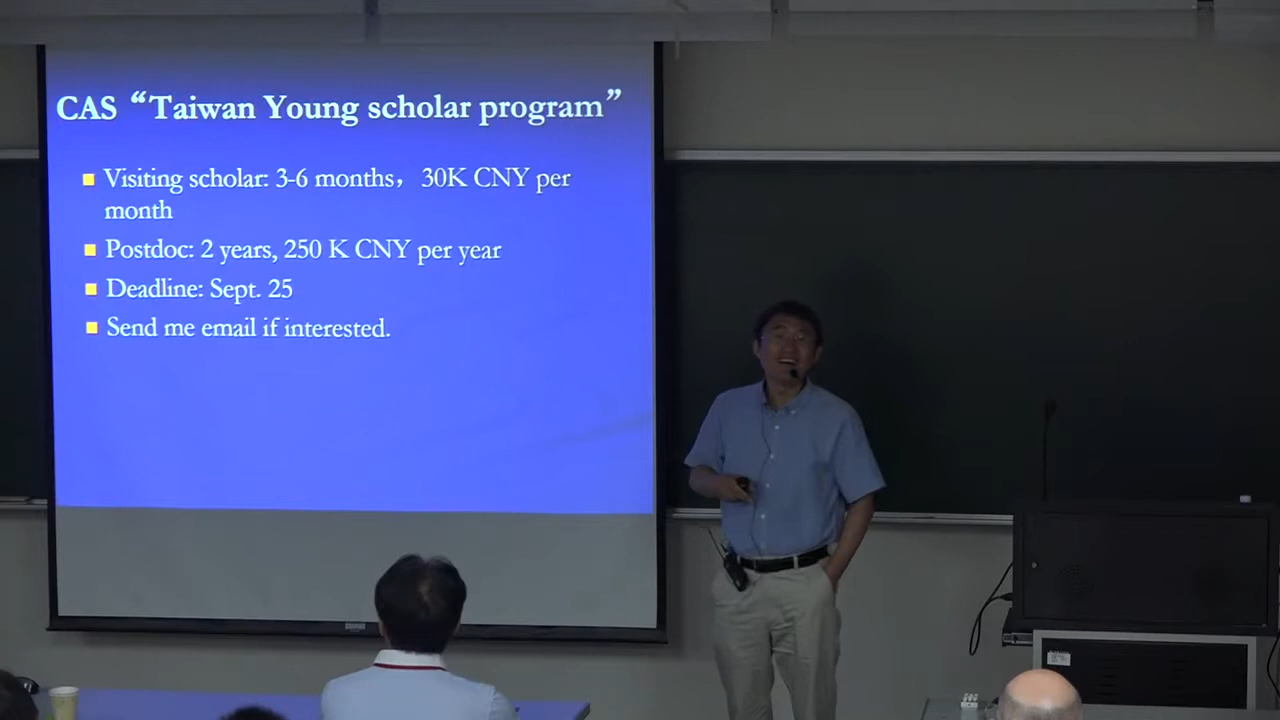 CAS “Taiwan Young scholar program”
Visiting scholar: 3-6 months， 30K CNY per
month
Postdoc: 2 years, 250 K CNY per year
Deadline: Sept. 25
Send me email if interested.